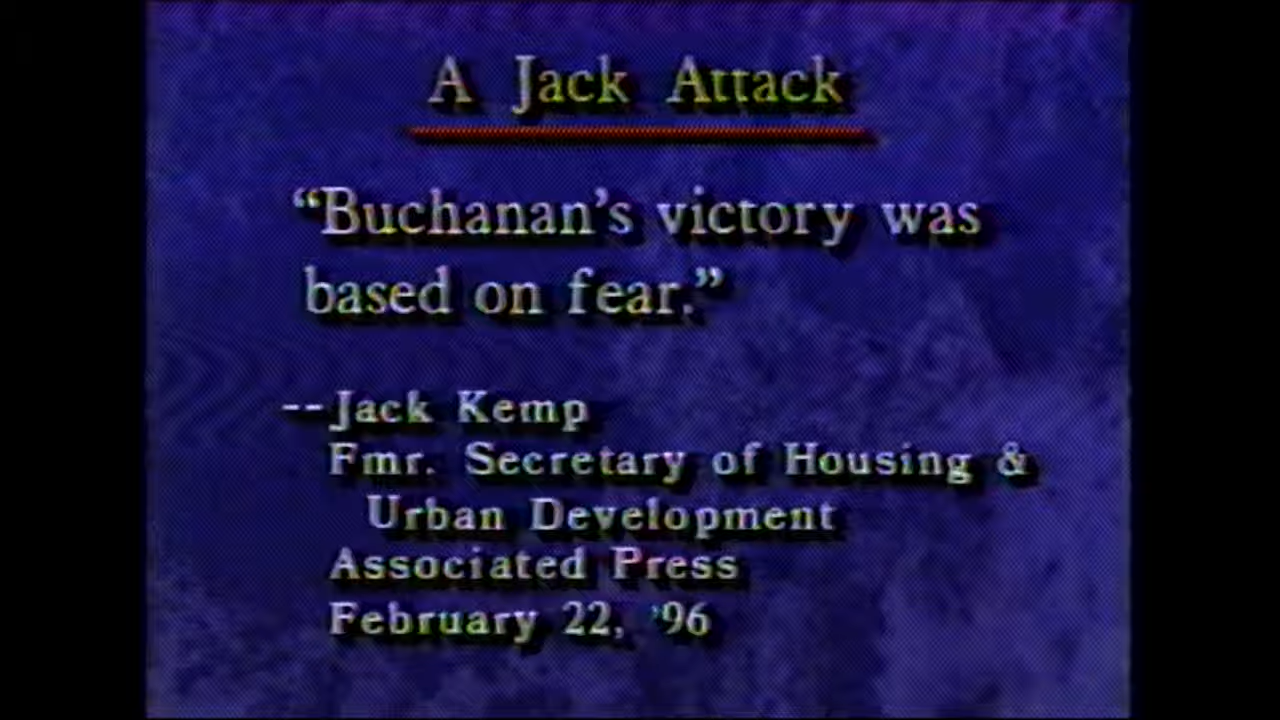 A Jack Attack
“Buchanan’s victory was
based on fear.”
--Jack Kemp
Fmr. Secretary of Housing &
Urban Development
Associated Press
February 22, ’96